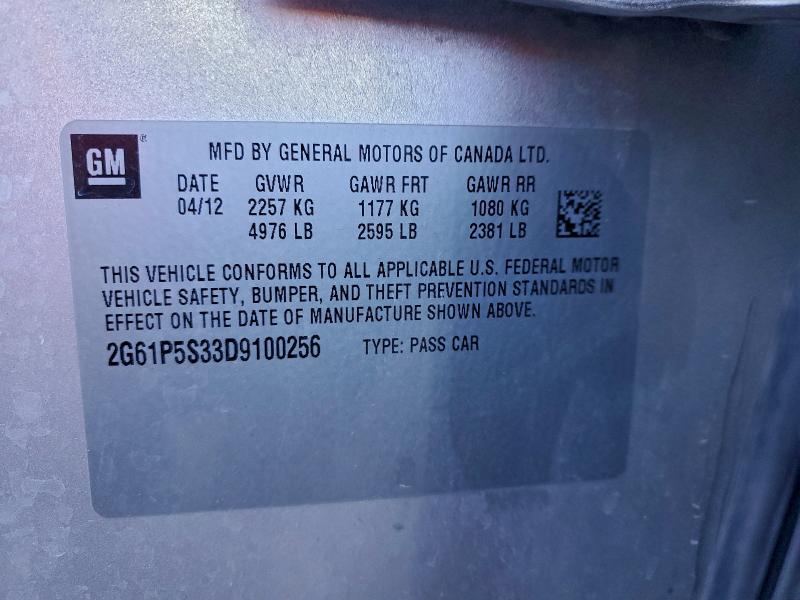 GM ® MFD BY GENERAL MOTORS OF CANADA LTD.
DATE GVWR GAWR FRT GAWR RR
04/12 2257 KG 1177 KG 1080 KG
4976 LB 2595 LB 2381 LB
THIS VEHICLE CONFORMS TO ALL APPLICABLE U.S. FEDERAL MOTOR
VEHICLE SAFETY, BUMPER, AND THEFT PREVENTION STANDARDS IN
EFFECT ON THE DATE OF MANUFACTURE SHOWN ABOVE.
2G61P5S33D9100256 TYPE: PASS CAR